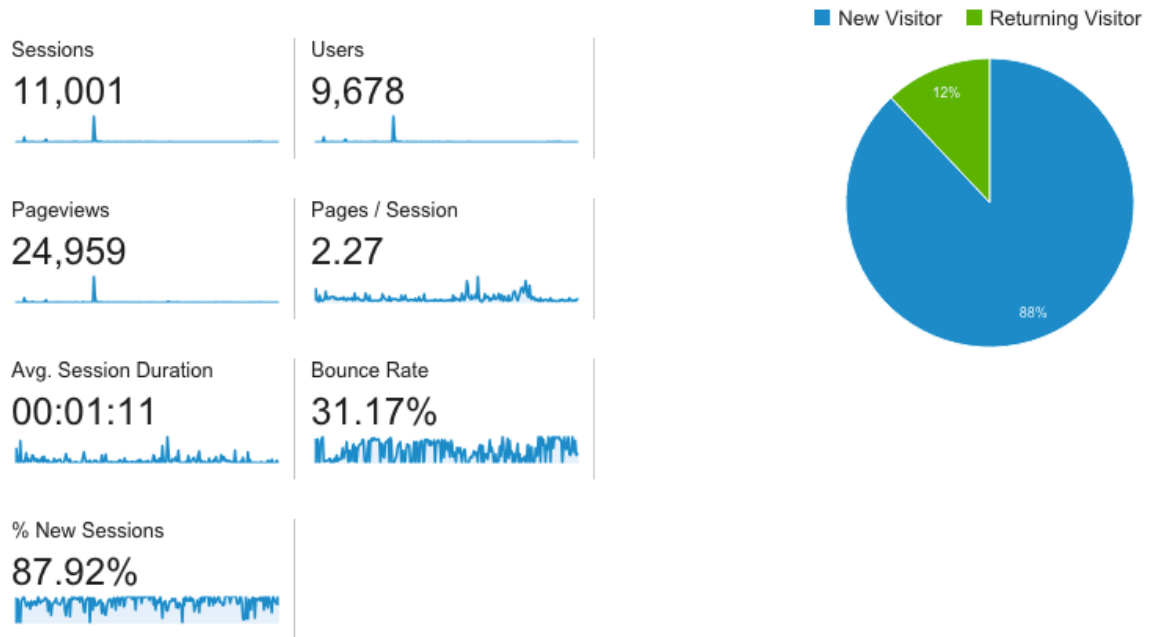 New Visitor Returning Visitor
Sessions Users
11,001 9,678
12%
Pageviews Pages / Session
24,959 2.27
88%
Avg. Session Duration Bounce Rate
00:01:11 31.17%
% New Sessions
87.92%